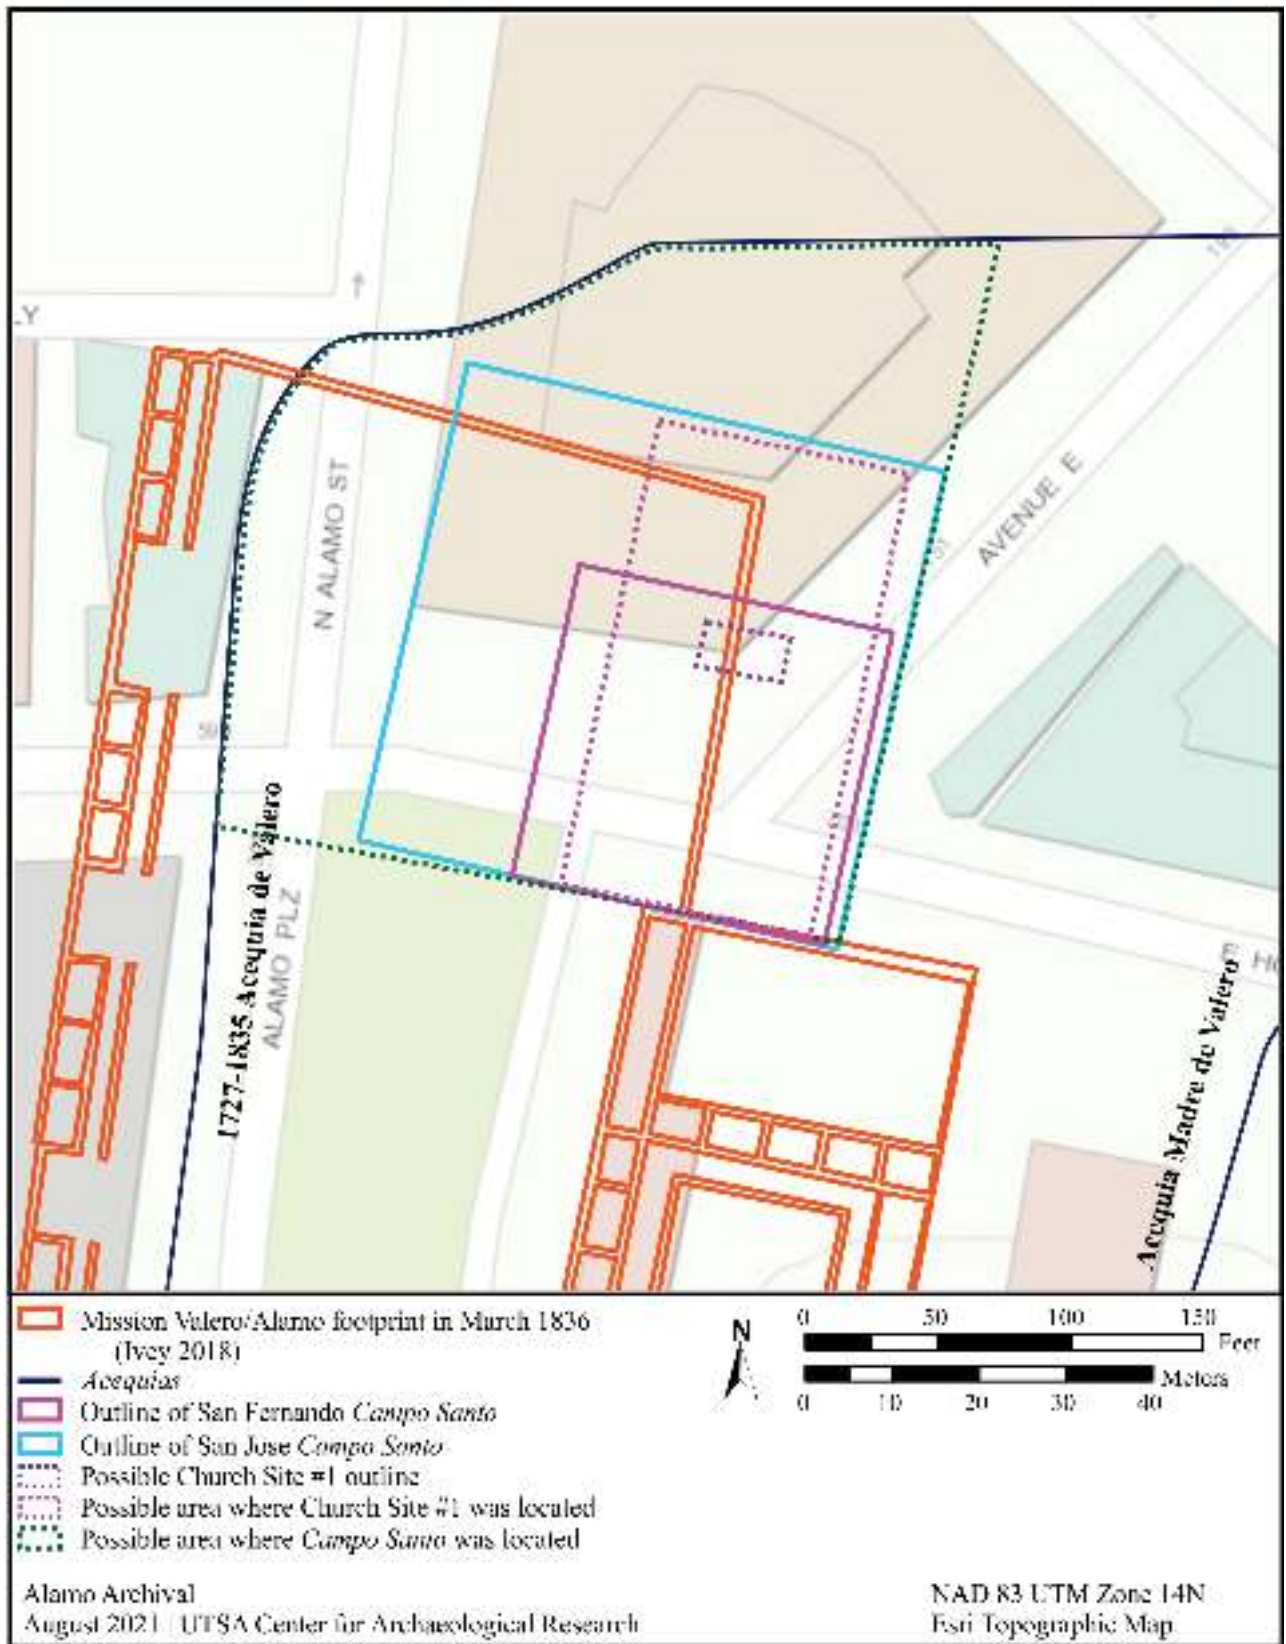 LY
N ALAMO ST
AVENUE E
1727-1835 Acequia de Valero
ALAMO PLZ
Acequia Madre de Valero
Mission Valero/Alamo footprint in March 1836
(Ivey 2018)
Acequias
Outline of San Fernando Campo Santo
Outline of San Jose Campo Santo
Possible Church Site #1 outline
Possible area where Church Site #1 was located
Possible area where Campo Santo was located
N
0 50 100 150
Feet
Meters
0 10 20 30 40
Alamo Archival
August 2021 | UTSA Center for Archaeological Research
NAD 83 UTM Zone 14N
Esri Topographic Map